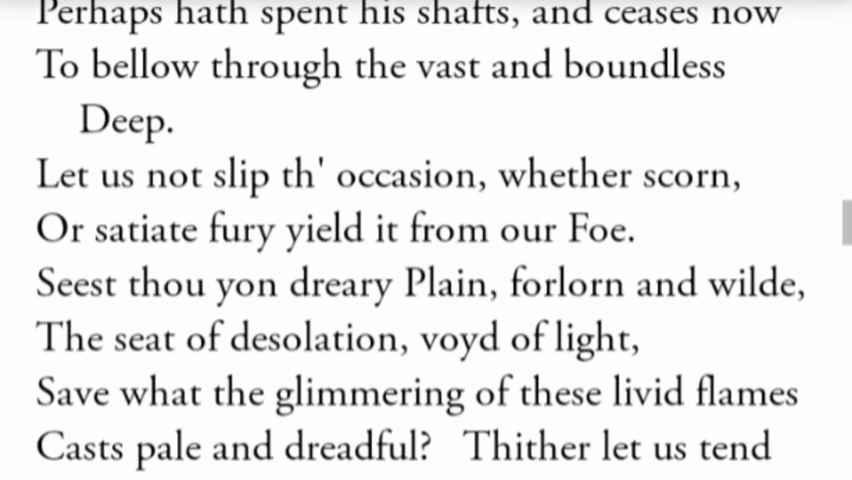 Perhaps hath spent his shafts, and ceases now
To bellow through the vast and boundless
Deep.
Let us not slip th' occasion, whether scorn,
Or satiate fury yield it from our Foe.
Seest thou yon dreary Plain, forlorn and wilde,
The seat of desolation, voyd of light,
Save what the glimmering of these livid flames
Casts pale and dreadful? Thither let us tend